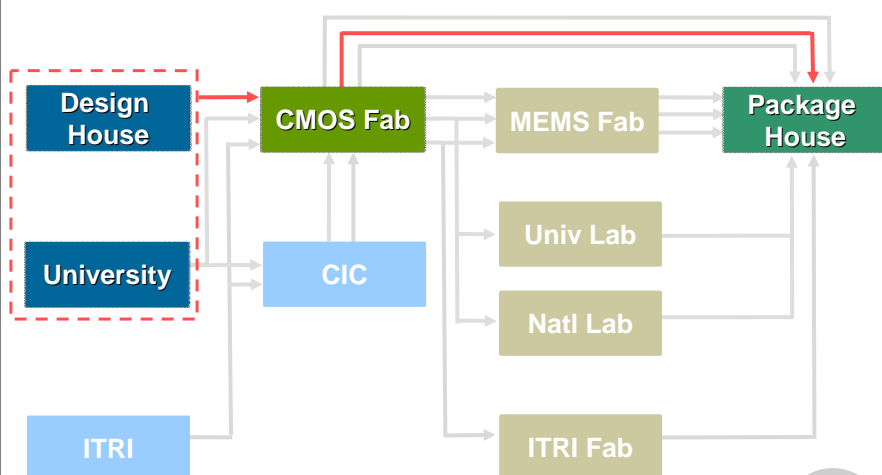 Design
House
CMOS Fab
MEMS Fab
Package
House
University
CIC
Univ Lab
Natl Lab
ITRI
ITRI Fab